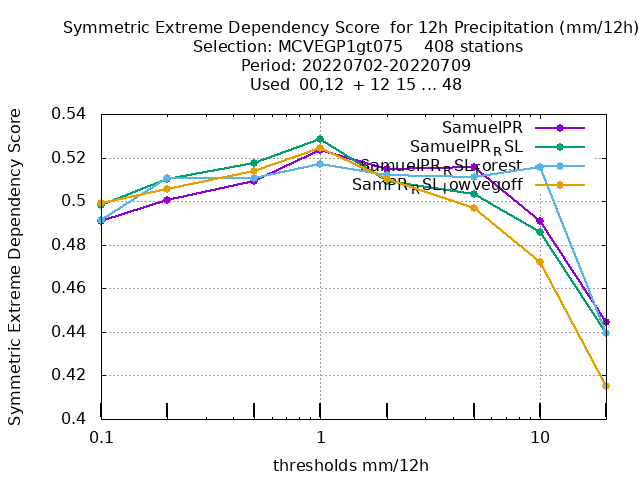 Symmetric Extreme Dependency Score for 12h Precipitation (mm/12h)
Selection: MCVEGP1gt075 408 stations
Period: 20220702-20220709
Used 00,12 + 12 15 ... 48
Symmetric Extreme Dependency Score
0.54
0.52
0.5
0.48
0.46
0.44
0.42
0.4
SamuelPR
SamuelPR_RSL
0.1
1
10
thresholds mm/12h